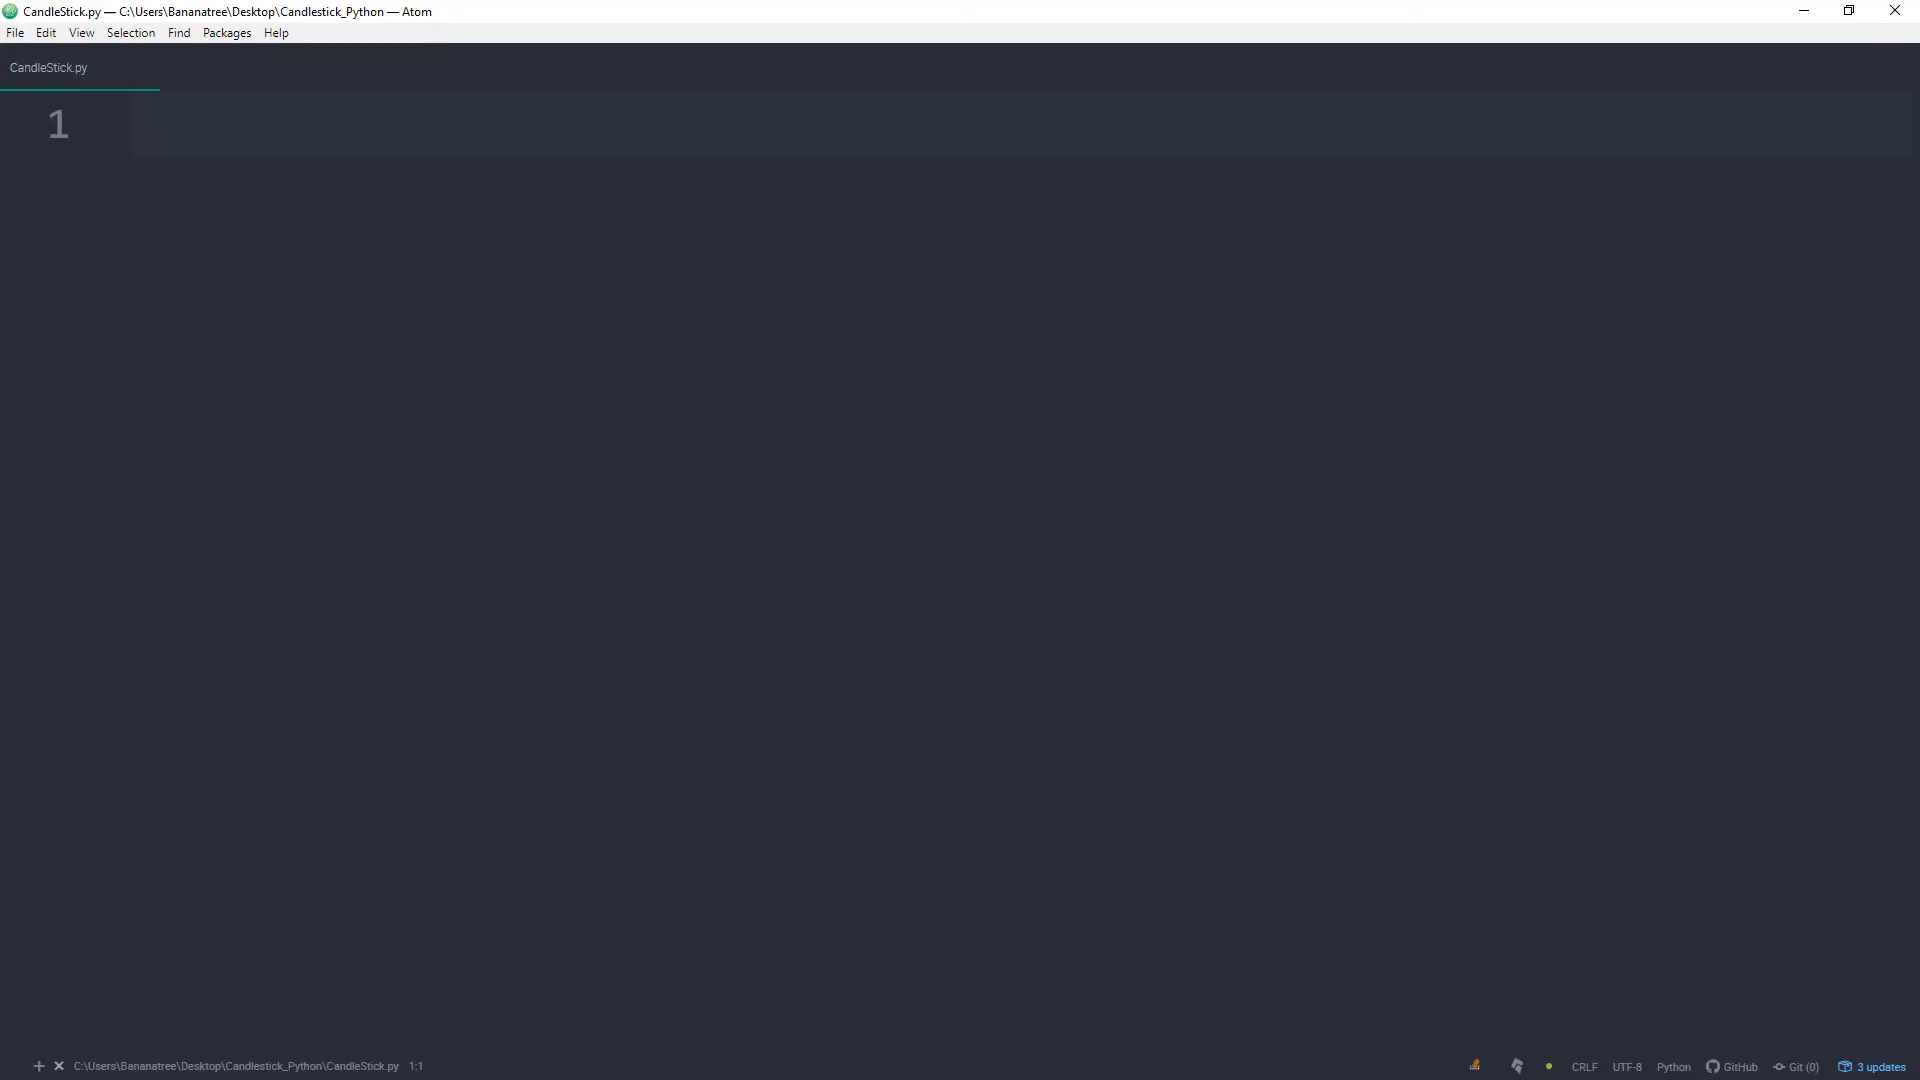 CandleStick.py — C:\Users\Bananatree\Desktop\Candlestick_Python — Atom
File Edit View Selection Find Packages Help
CandleStick.py
1
C:\Users\Bananatree\Desktop\Candlestick_Python\CandleStick.py 1:1 CRLF UTF-8 Python GitHub Git (0) 3 updates